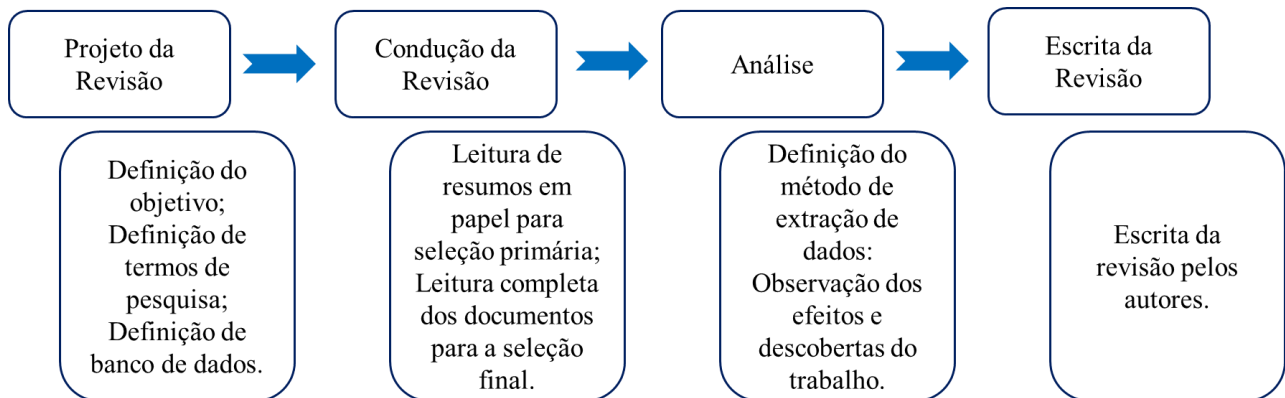 Projeto da
Revisão
Condução da
Revisão
Análise
Escrita da
Revisão
Definição do
objetivo;
Definição de
termos de
pesquisa;
Definição de
banco de dados.
Leitura de
resumos em
papel para
seleção primária;
Leitura completa
dos documentos
para a seleção
final.
Definição do
método de
extração de
dados:
Observação dos
efeitos e
descobertas do
trabalho.
Escrita da
revisão pelos
autores.